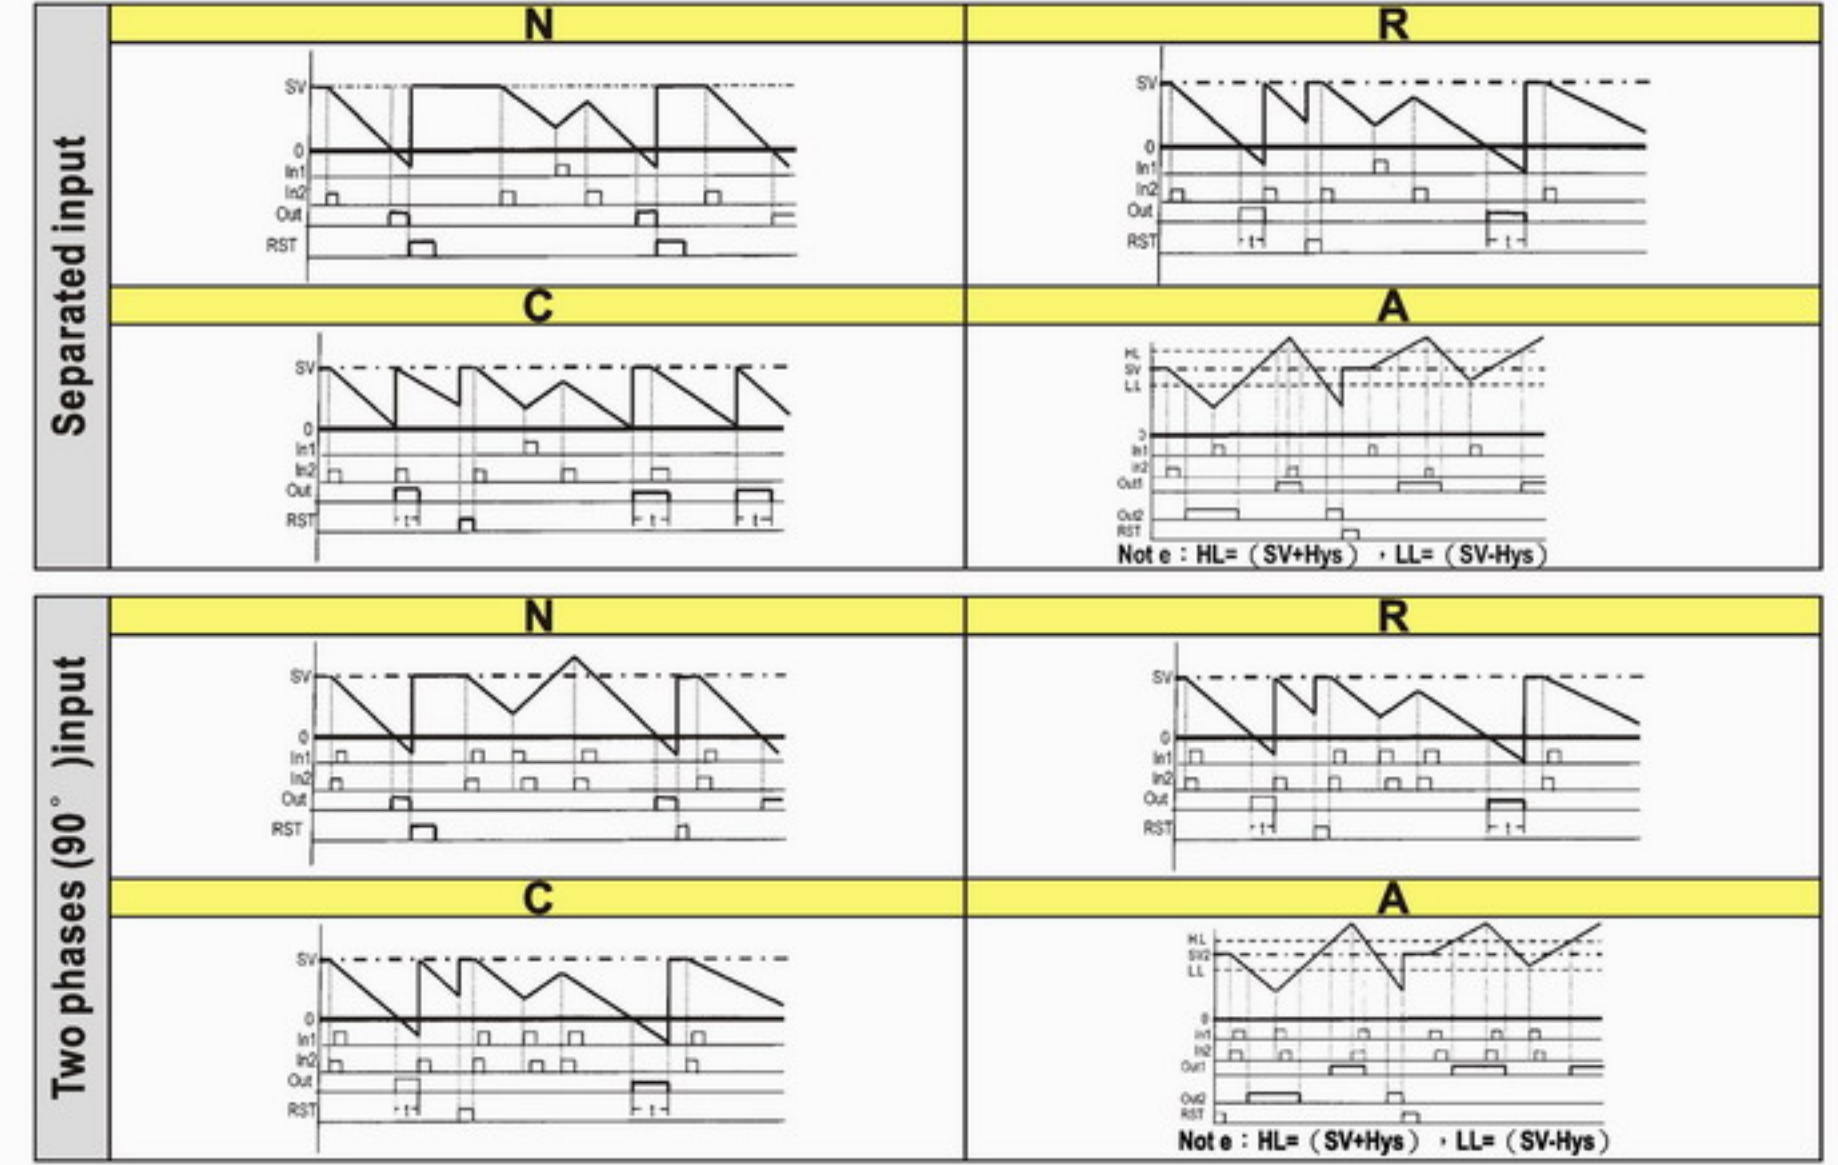 Separated input
N
SV
0
In1
In2
Out
RST
R
SV
0
In1
In2
Out
RST
t
t
C
SV
0
In1
In2
Out
RST
t
t
t
A
HL
SV
LL
0
In1
In2
Out1
Out2
RST
Note : HL= (SV+Hys) , LL= (SV-Hys)
Two phases (90° )input
N
SV
0
In1
In2
Out
RST
R
SV
0
In1
In2
Out
RST
t
t
C
SV
0
In1
In2
Out
RST
t
t
A
HL
SV2
LL
0
In1
In2
Out1
Out2
RST
Note : HL= (SV+Hys) , LL= (SV-Hys)